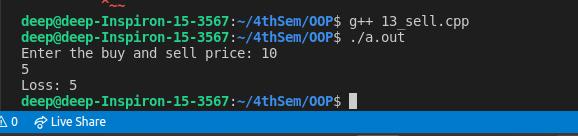 ^~~
deep@deep-Inspiron-15-3567:~/4thSem/OOP$ g++ 13_sell.cpp
deep@deep-Inspiron-15-3567:~/4thSem/OOP$ ./a.out
Enter the buy and sell price: 10
5
Loss: 5
deep@deep-Inspiron-15-3567:~/4thSem/OOP$
0 Live Share